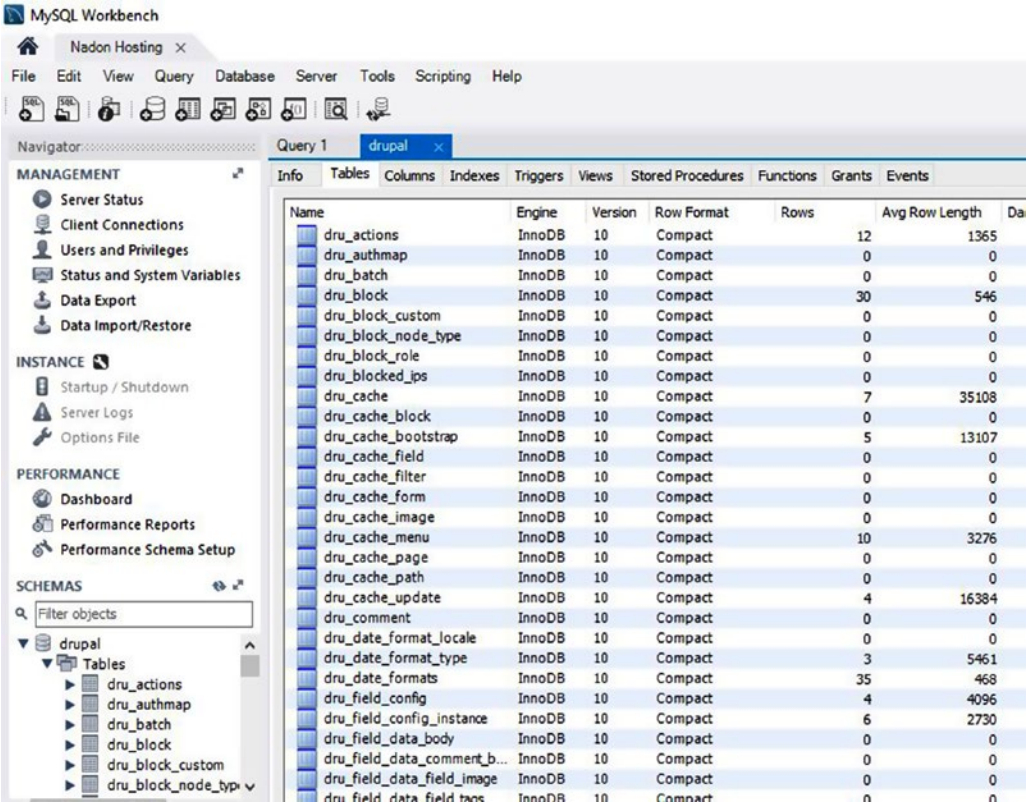 MySQL Workbench
Nadon Hosting
File Edit View Query Database Server Tools Scripting Help
Navigator
MANAGEMENT
Server Status
Client Connections
Users and Privileges
Status and System Variables
Data Export
Data Import/Restore
INSTANCE
Startup / Shutdown
Server Logs
Options File
PERFORMANCE
Dashboard
Performance Reports
Performance Schema Setup
SCHEMAS
Filter objects
drupal
Tables
dru_actions
dru_authmap
dru_batch
dru_block
dru_block_custom
dru_block_node_typ
Query 1 drupal
Info Tables Columns Indexes Triggers Views Stored Procedures Functions Grants Events
Name Engine Version Row Format Rows Avg Row Length Da
dru_actions InnoDB 10 Compact 12 1365
dru_authmap InnoDB 10 Compact 0 0
dru_batch InnoDB 10 Compact 0 0
dru_block InnoDB 10 Compact 30 546
dru_block_custom InnoDB 10 Compact 0 0
dru_block_node_type InnoDB 10 Compact 0 0
dru_block_role InnoDB 10 Compact 0 0
dru_blocked_ips InnoDB 10 Compact 0 0
dru_cache InnoDB 10 Compact 7 35108
dru_cache_block InnoDB 10 Compact 0 0
dru_cache_bootstrap InnoDB 10 Compact 5 13107
dru_cache_field InnoDB 10 Compact 0 0
dru_cache_filter InnoDB 10 Compact 0 0
dru_cache_form InnoDB 10 Compact 0 0
dru_cache_image InnoDB 10 Compact 0 0
dru_cache_menu InnoDB 10 Compact 10 3276
dru_cache_page InnoDB 10 Compact 0 0
dru_cache_path InnoDB 10 Compact 0 0
dru_cache_update InnoDB 10 Compact 4 16384
dru_comment InnoDB 10 Compact 0 0
dru_date_format_locale InnoDB 10 Compact 0 0
dru_date_format_type InnoDB 10 Compact 3 5461
dru_date_formats InnoDB 10 Compact 35 468
dru_field_config InnoDB 10 Compact 4 4096
dru_field_config_instance InnoDB 10 Compact 6 2730
dru_field_data_body InnoDB 10 Compact 0 0
dru_field_data_comment_b... InnoDB 10 Compact 0 0
dru_field_data_field_image InnoDB 10 Compact 0 0
dru_field_data_field_tags InnoDB 10 Compact 0 0